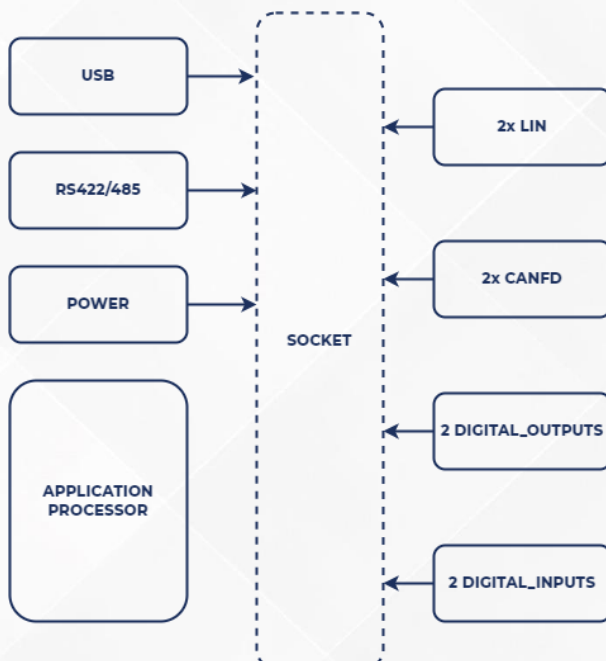 USB
RS422/485
POWER
APPLICATION
PROCESSOR
SOCKET
2x LIN
2x CANFD
2 DIGITAL_OUTPUTS
2 DIGITAL_INPUTS